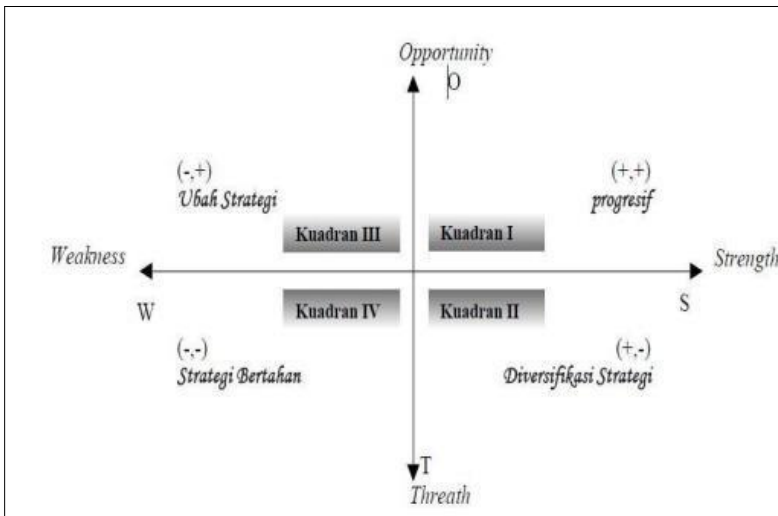 Opportunity
O
(-,+)
Ubah Strategi
(+,+)
progresif
Kuadran III
Kuadran I
Weakness
Strength
W
Kuadran IV
Kuadran II
S
(-,-)
Strategi Bertahan
(+,-)
Diversifikasi Strategi
T
Threath